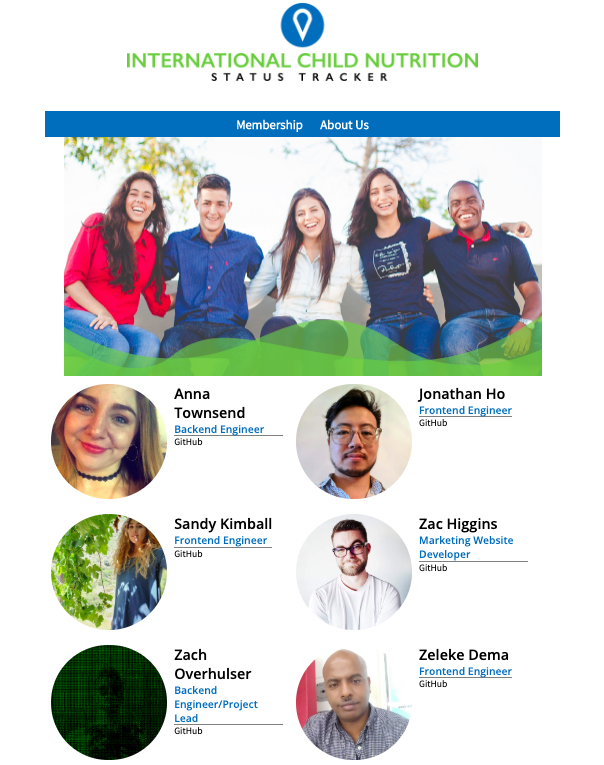 INTERNATIONAL CHILD NUTRITION
STATUS TRACKER
Membership About Us
Anna
Townsend
Backend Engineer
GitHub
Jonathan Ho
Frontend Engineer
GitHub
Sandy Kimball
Frontend Engineer
GitHub
Zac Higgins
Marketing Website
Developer
GitHub
Zach
Overhulser
Backend
Engineer/Project
Lead
GitHub
Zeleke Dema
Frontend Engineer
GitHub